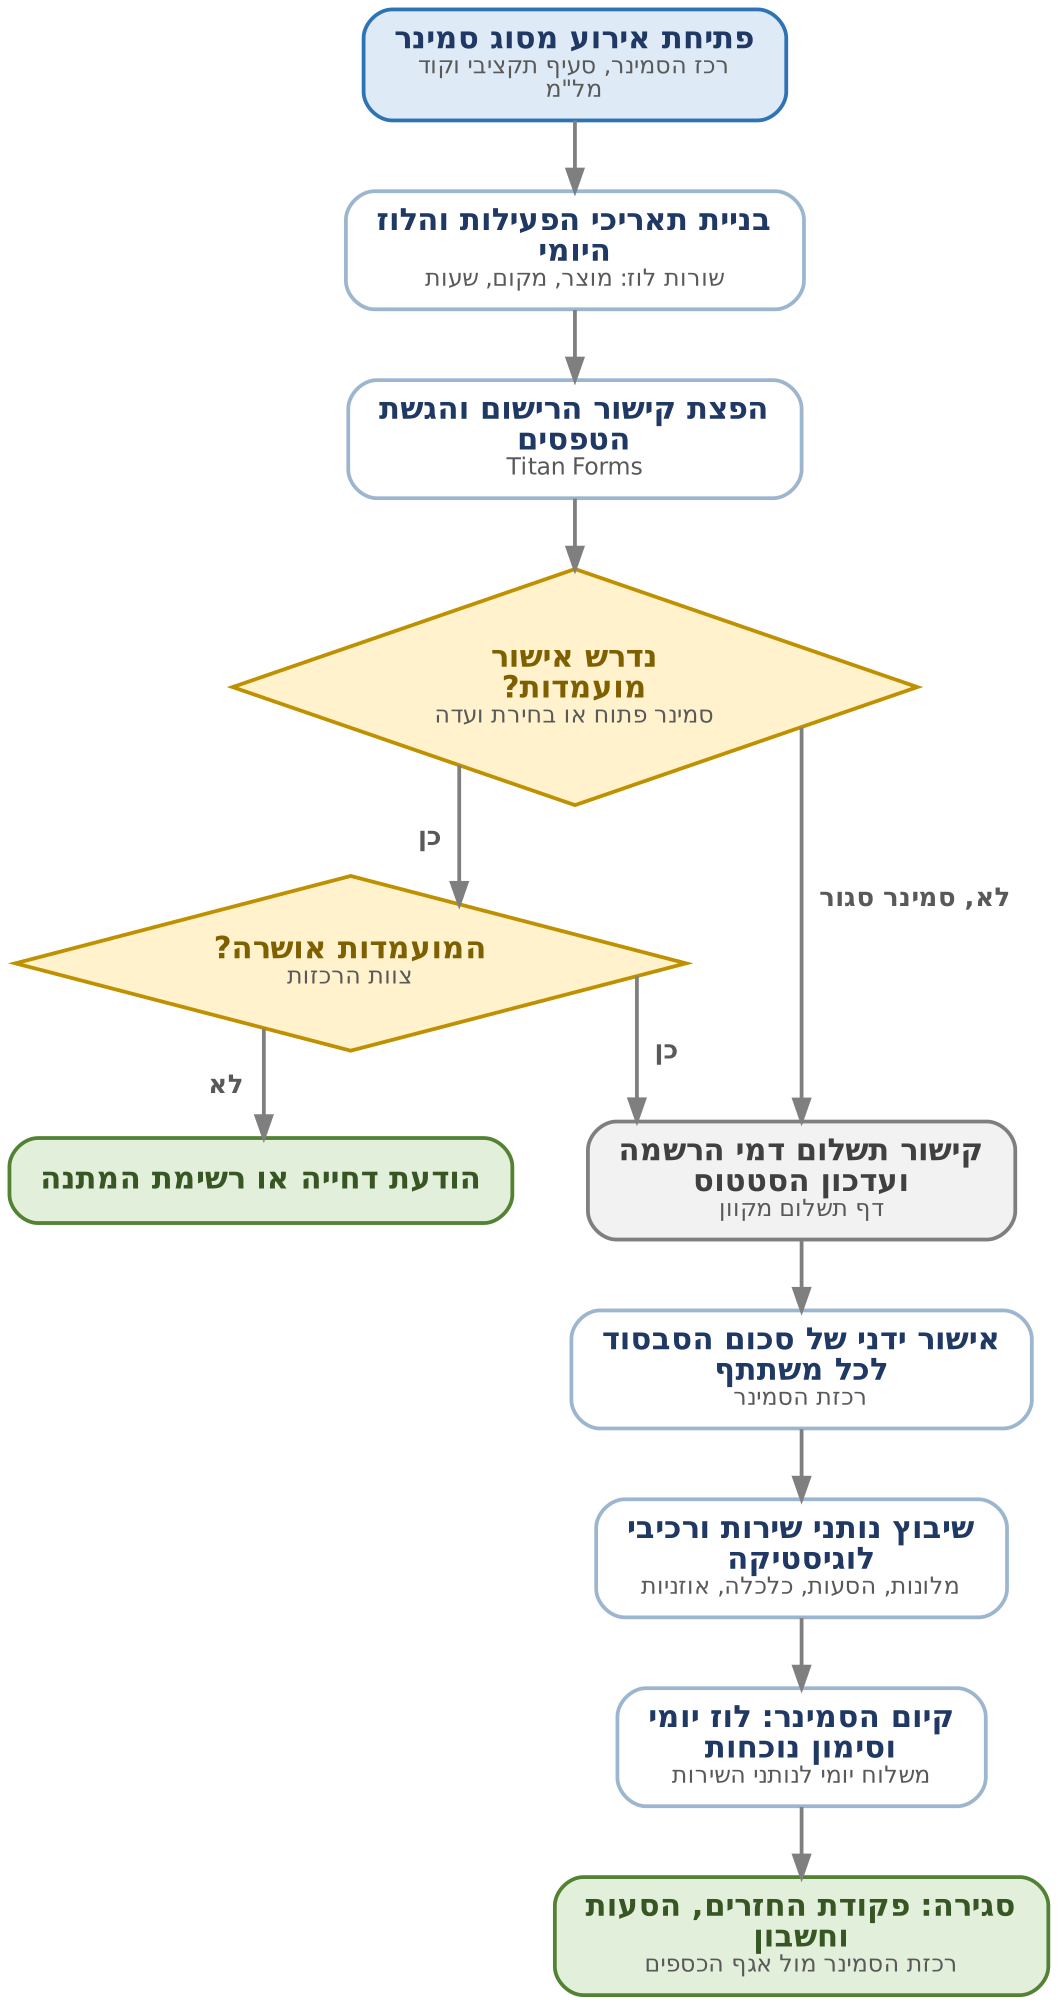 פתיחת אירוע מסוג סמינר
רכז הסמינר, סעיף תקציבי וקוד
מל"מ
בניית תאריכי הפעילות והלוז
היומי
שורות לוז: מוצר, מקום, שעות
הפצת קישור הרישום והגשת
הטפסים
Titan Forms
נדרש אישור
מועמדות?
סמינר פתוח או בחירת ועדה
כן
לא, סמינר סגור
המועמדות אושרה?
צוות הרכזות
כן
לא
הודעת דחייה או רשימת המתנה
קישור תשלום דמי הרשמה
ועדכון הסטטוס
דף תשלום מקוון
אישור ידני של סכום הסבסוד
לכל משתתף
רכזת הסמינר
שיבוץ נותני שירות ורכיבי
לוגיסטיקה
מלונות, הסעות, כלכלה, אוזניות
קיום הסמינר: לוז יומי
וסימון נוכחות
משלוח יומי לנותני השירות
סגירה: פקודת החזרים, הסעות
וחשבון
רכזת הסמינר מול אגף הכספים